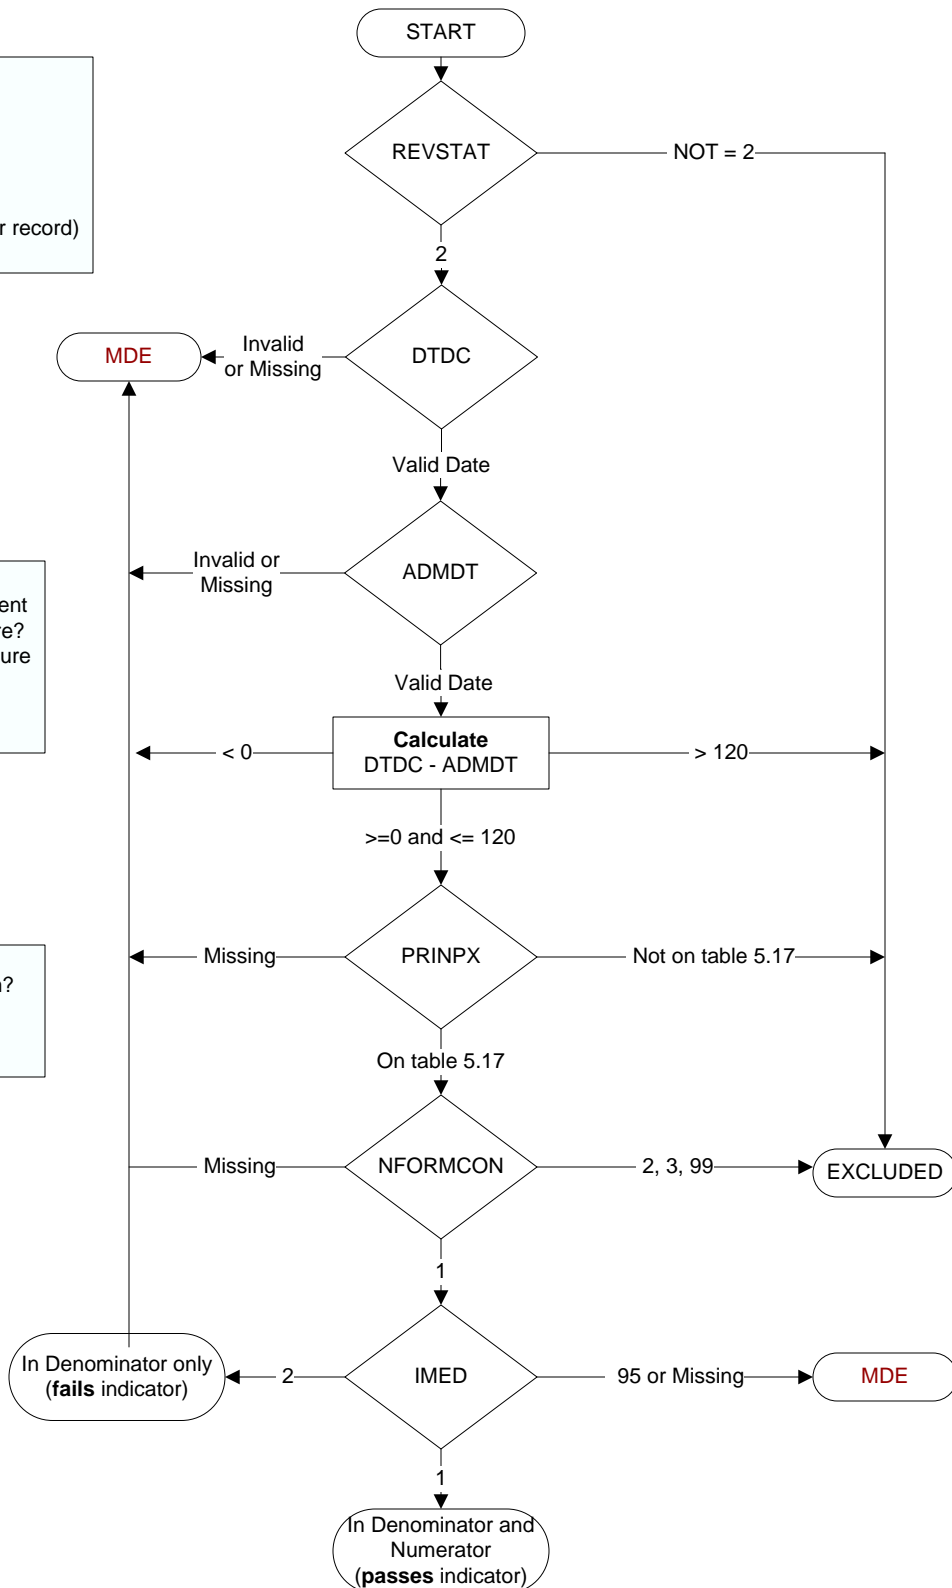 START
REVSTAT
NOT = 2
r record)
2
MDE
Invalid
or Missing
DTDC
Valid Date
Invalid or
Missing
ADMDT
ent
re?
ure
Valid Date
< 0
Calculate
DTDC - ADMDT
> 120
>=0 and <= 120
Missing
PRINPX
Not on table 5.17
?
On table 5.17
Missing
NFORMCON
2, 3, 99
EXCLUDED
1
In Denominator only
(fails indicator)
2
IMED
95 or Missing
MDE
1
In Denominator and
Numerator
(passes indicator)